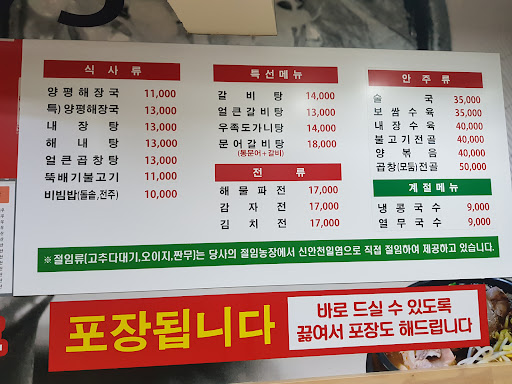 식사류
양평해장국 11,000
특)양평해장국 13,000
내장탕 13,000
해내탕 13,000
얼큰곱창탕 13,000
뚝배기불고기 11,000
비빔밥(돌솥,전주) 10,000
특선메뉴
갈비탕 14,000
얼큰갈비탕 13,000
우족도가니탕 14,000
문어갈비탕 18,000
(통문어+갈비)
전류
해물파전 17,000
감자전 17,000
김치전 17,000
안주류
술국 35,000
보쌈수육 35,000
내장수육 40,000
불고기전골 40,000
양볶음 40,000
곱창(모듬)전골 50,000
계절메뉴
냉콩국수 9,000
열무국수 9,000
※절임류(고추다대기,오이지,짠무)는 당사의 절임농장에서 신안천일염으로 직접 절임하여 제공하고 있습니다.
포장됩니다
바로 드실 수 있도록
끓여서 포장도 해드립니다